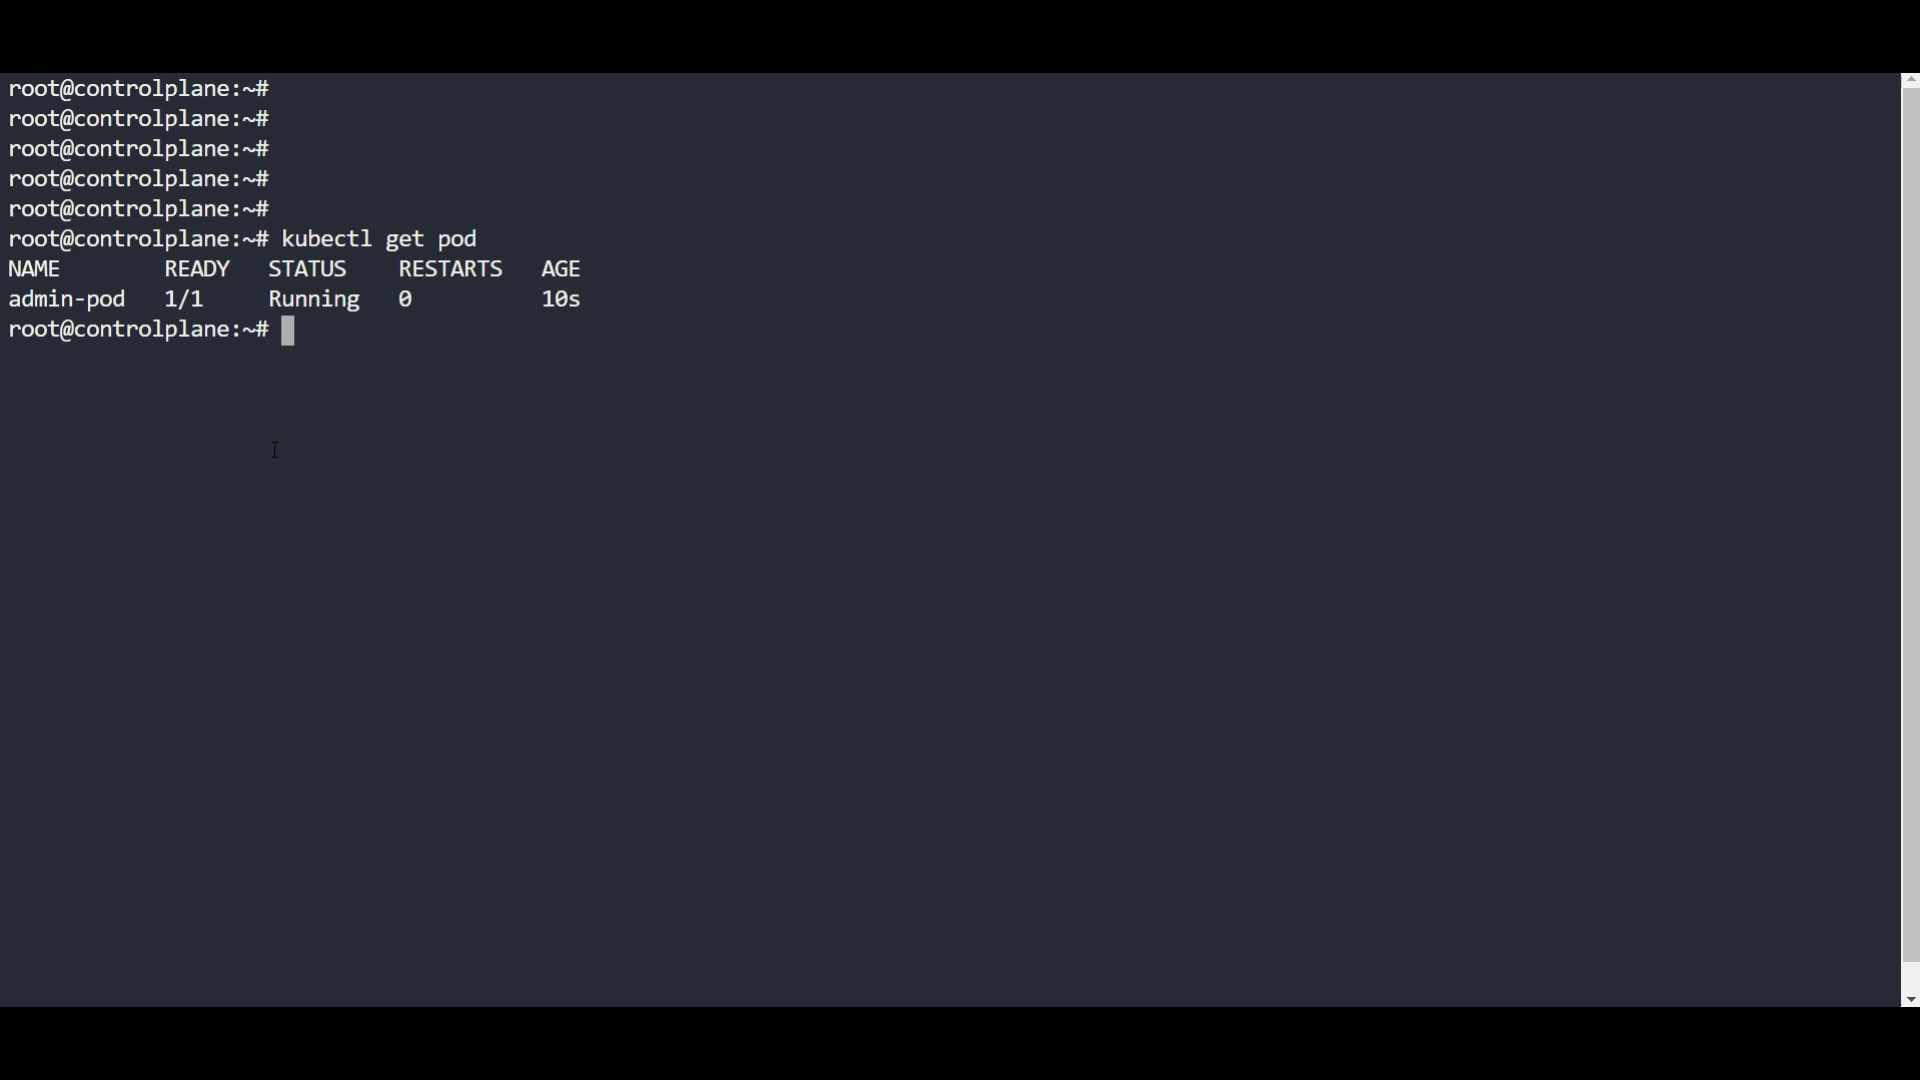 root@controlplane:~#
root@controlplane:~#
root@controlplane:~#
root@controlplane:~#
root@controlplane:~#
root@controlplane:~# kubectl get pod
NAME        READY   STATUS    RESTARTS   AGE
admin-pod   1/1     Running   0          10s
root@controlplane:~#